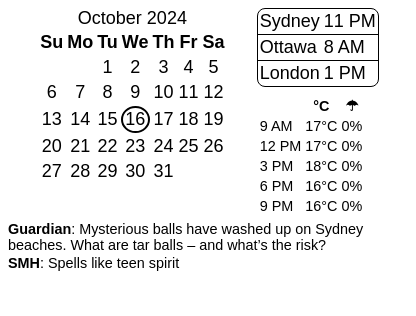 October 2024
Su Mo Tu We Th Fr Sa
1 2 3 4 5
6 7 8 9 10 11 12
13 14 15 16 17 18 19
20 21 22 23 24 25 26
27 28 29 30 31
Sydney 11 PM
Ottawa 8 AM
London 1 PM
°C ☂
9 AM 17°C 0%
12 PM 17°C 0%
3 PM 18°C 0%
6 PM 16°C 0%
9 PM 16°C 0%
Guardian: Mysterious balls have washed up on Sydney
beaches. What are tar balls – and what's the risk?
SMH: Spells like teen spirit